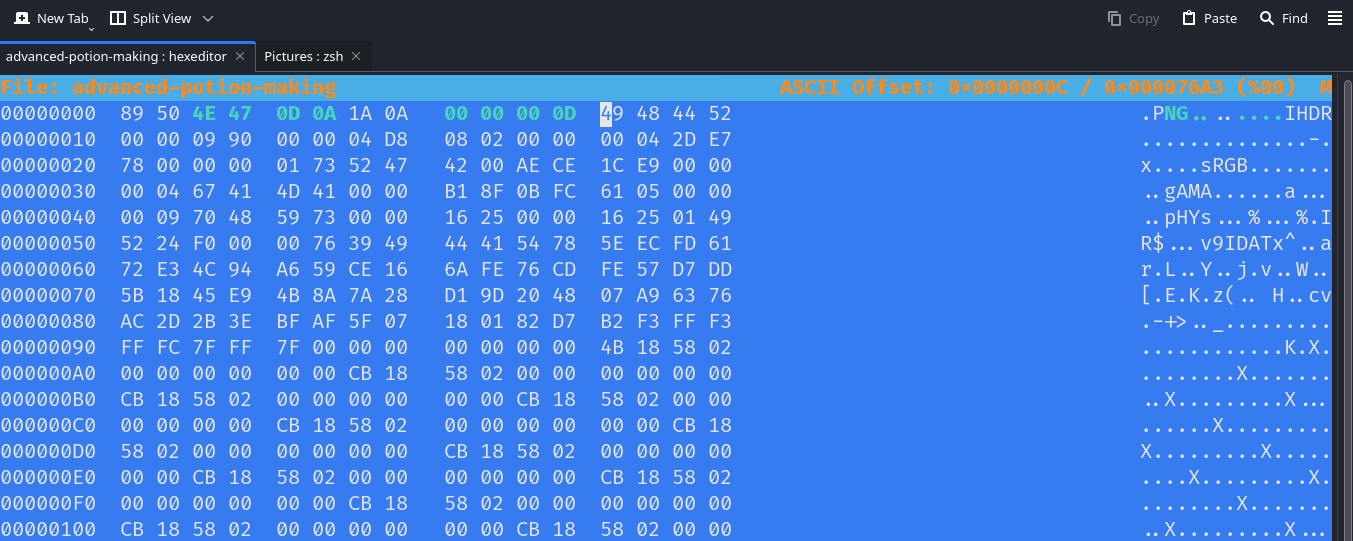 New Tab Split View Copy Paste Find
advanced-potion-making : hexeditor Pictures : zsh
File: advanced-potion-making ASCII Offset: 0x0000000C / 0x000076A3 (%00) M
00000000 89 50 4E 47 0D 0A 1A 0A 00 00 00 0D 49 48 44 52 .PNG........IHDR
00000010 00 00 09 90 00 00 04 D8 08 02 00 00 00 04 2D E7 ..............-.
00000020 78 00 00 00 01 73 52 47 42 00 AE CE 1C E9 00 00 x....sRGB.......
00000030 00 04 67 41 4D 41 00 00 B1 8F 0B FC 61 05 00 00 ..gAMA......a...
00000040 00 09 70 48 59 73 00 00 16 25 00 00 16 25 01 49 ..pHYs...%...%.I
00000050 52 24 F0 00 00 76 39 49 44 41 54 78 5E EC FD 61 R$...v9IDATx^..a
00000060 72 E3 4C 94 A6 59 CE 16 6A FE 76 CD FE 57 D7 DD r.L..Y..j.v..W..
00000070 5B 18 45 E9 4B 8A 7A 28 D1 9D 20 48 07 A9 63 76 [.E.K.z(.. H..cv
00000080 AC 2D 2B 3E BF AF 5F 07 18 01 82 D7 B2 F3 FF F3 .-+>.._.........
00000090 FF FC 7F FF 7F 00 00 00 00 00 00 00 4B 18 58 02 ............K.X.
000000A0 00 00 00 00 00 00 CB 18 58 02 00 00 00 00 00 00 ........X.......
000000B0 CB 18 58 02 00 00 00 00 00 00 CB 18 58 02 00 00 ..X.........X...
000000C0 00 00 00 00 CB 18 58 02 00 00 00 00 00 00 CB 18 ......X.........
000000D0 58 02 00 00 00 00 00 00 CB 18 58 02 00 00 00 00 X.........X.....
000000E0 00 00 CB 18 58 02 00 00 00 00 00 00 CB 18 58 02 ....X.........X.
000000F0 00 00 00 00 00 00 CB 18 58 02 00 00 00 00 00 00 ........X.......
00000100 CB 18 58 02 00 00 00 00 00 00 CB 18 58 02 00 00 ..X.........X...